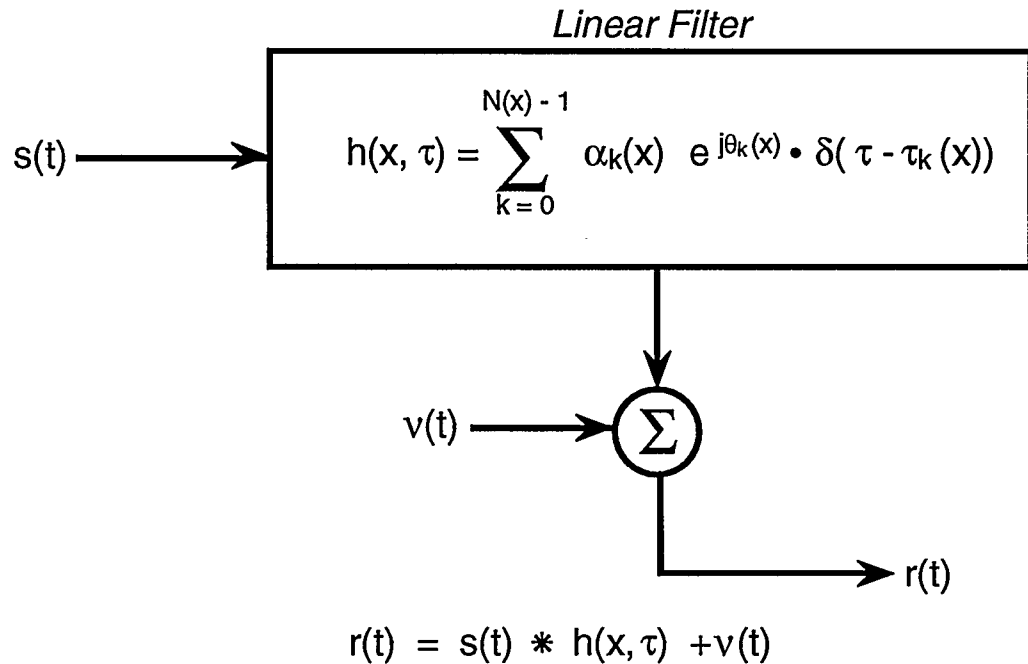 Linear Filter
N(x) - 1
s(t)
h(x, τ) = ∑ αₖ(x) e ʲᶿₖ⁽ˣ⁾ • δ( τ - τₖ (x))
k = 0
ν(t)
Σ
r(t)
r(t) = s(t) * h(x, τ) +ν(t)